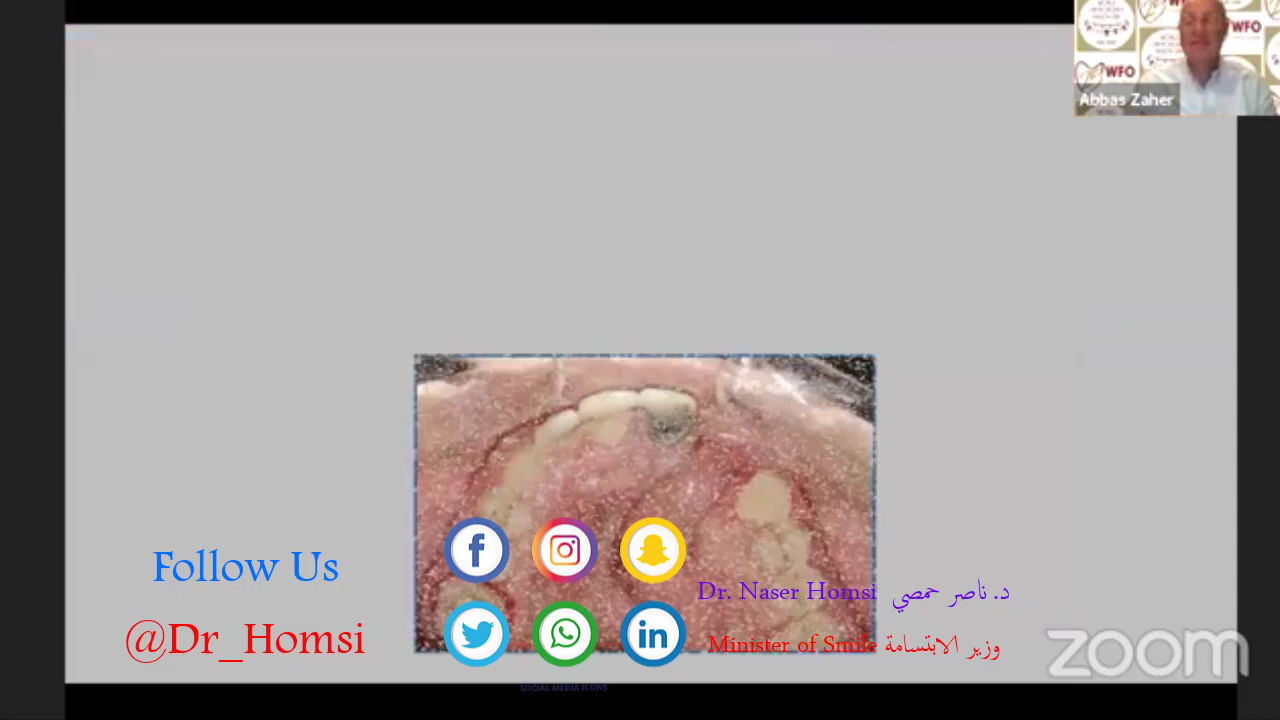 WFO
WFO
Abbas Zaher
Follow Us
@Dr_Homsi
Dr. Naser Homsi د. ناصر حمصي
Minister of Smile وزير الابتسامة
SOCIAL MEDIA ICONS
zoom